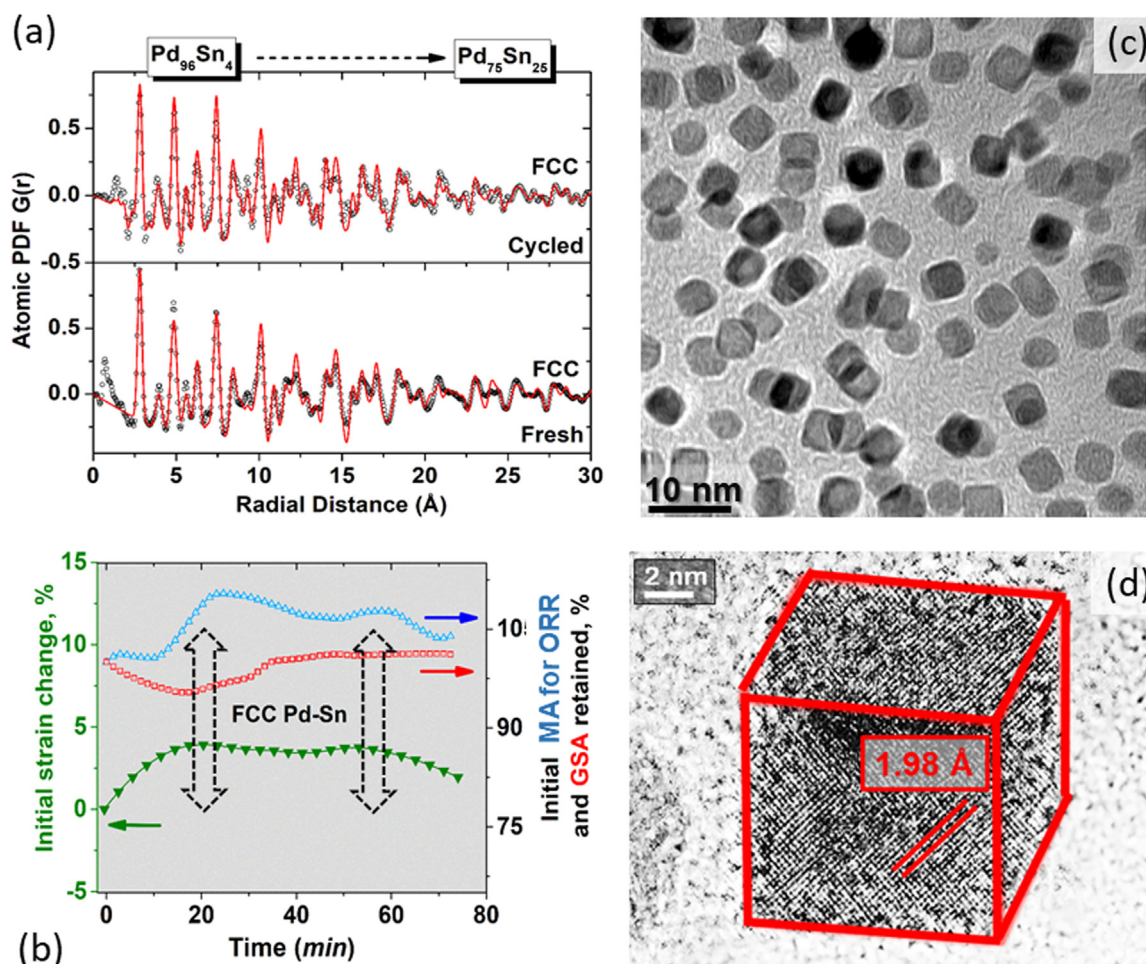 (a)
Pd96Sn4
Pd75Sn25
0.5
0.0
-0.5
0.5
0.0
FCC
Cycled
FCC
Fresh
Atomic PDF G(r)
0 5 10 15 20 25 30
Radial Distance (Å)
(c)
10 nm
15
10
5
0
-5
Initial strain change, %
FCC Pd-Sn
105
90
75
Initial MA for ORR
and GSA retained, %
0 20 40 60 80
Time (min)
(b)
2 nm
(d)
1.98 Å